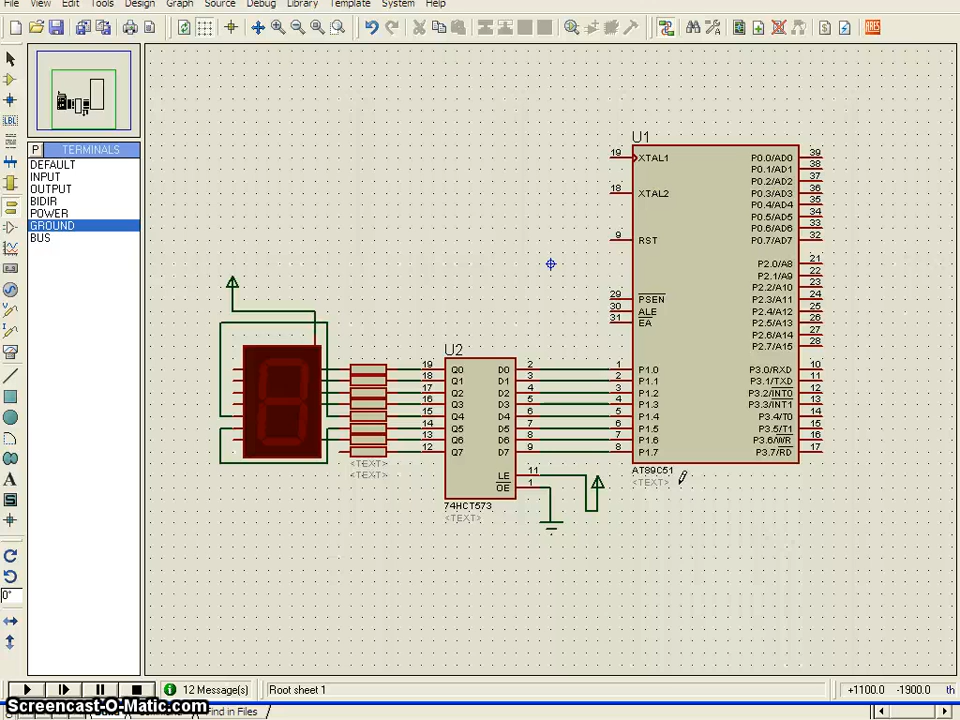 View Edit Tools Design Graph Source Debug Library Template System Help
LBL
ARES
P TERMINALS
DEFAULT
INPUT
OUTPUT
BIDIR
POWER
GROUND
BUS
A
S
0°
U1
19 XTAL1 P0.0/AD0 39
P0.1/AD1 38
P0.2/AD2 37
18 XTAL2 P0.3/AD3 36
P0.4/AD4 35
P0.5/AD5 34
P0.6/AD6 33
9 RST P0.7/AD7 32
P2.0/A8 21
P2.1/A9 22
P2.2/A10 23
29 PSEN P2.3/A11 24
30 ALE P2.4/A12 25
31 EA P2.5/A13 26
P2.6/A14 27
P2.7/A15 28
U2
19 Q0 D0 2 1 P1.0 P3.0/RXD 10
18 Q1 D1 3 2 P1.1 P3.1/TXD 11
17 Q2 D2 4 3 P1.2 P3.2/INT0 12
16 Q3 D3 5 4 P1.3 P3.3/INT1 13
15 Q4 D4 6 5 P1.4 P3.4/T0 14
14 Q5 D5 7 6 P1.5 P3.5/T1 15
13 Q6 D6 8 7 P1.6 P3.6/WR 16
12 Q7 D7 9 8 P1.7 P3.7/RD 17
<TEXT>
<TEXT>
LE 11
OE 1
AT89C51
<TEXT>
74HCT573
<TEXT>
12 Message(s) Root sheet 1 +1100.0 -1900.0 th
Screencast-O-Matic.com
Find in Files